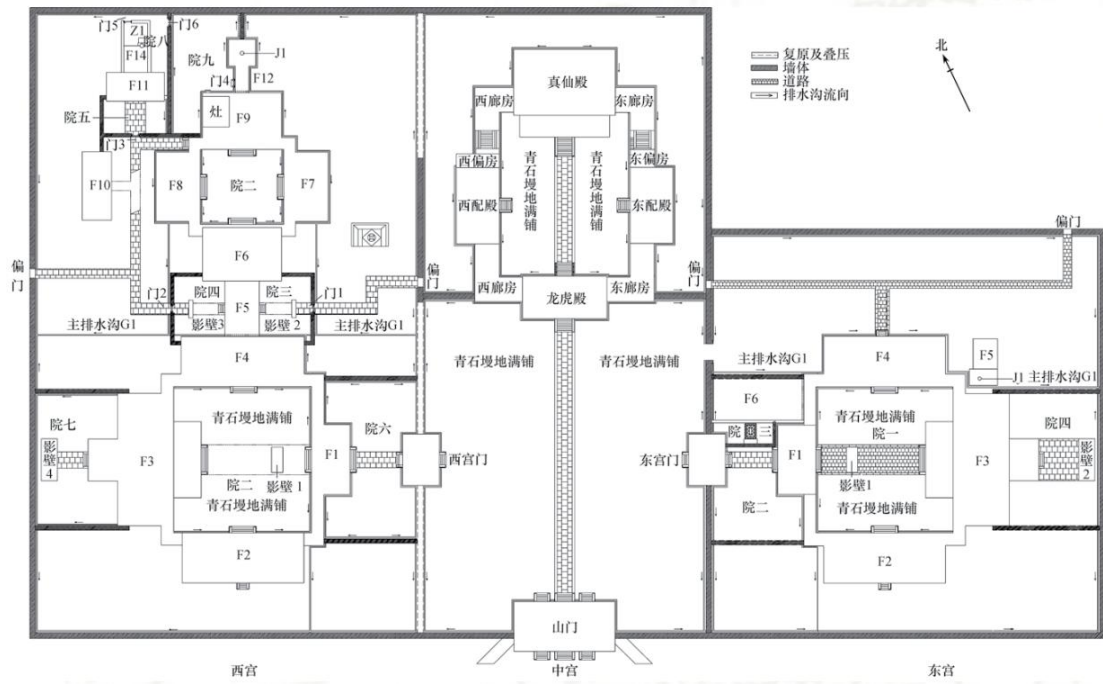 门5
Z1
门6
院八
F14
院九
J1
F11
门4
F12
院五
灶
F9
门3
F10
F8
院二
F7
F6
偏门
门2
院四
院三
门1
偏门
F5
影壁3
影壁2
主排水沟G1
主排水沟G1
F4
青石墁地满铺
院七
影壁4
F3
院二
影壁1
青石墁地满铺
F1
院六
西宫门
F2
西宫
真仙殿
西廊房
东廊房
青石墁地满铺
青石墁地满铺
西偏房
东偏房
西配殿
东配殿
西廊房
龙虎殿
东廊房
偏门
青石墁地满铺
青石墁地满铺
东宫门
山门
中宫
北
复原及叠压
墙体
道路
排水沟流向
偏门
主排水沟G1
F4
F5
J1
主排水沟G1
F6
院三
青石墁地满铺
院一
院四
F1
影壁1
F3
影壁2
院二
青石墁地满铺
F2
东宫